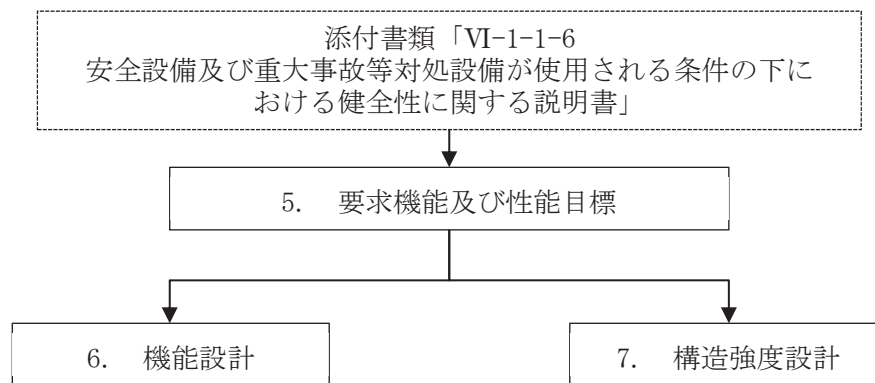 添付書類「Ⅵ-1-1-6
安全設備及び重大事故等対処設備が使用される条件の下に
おける健全性に関する説明書」
5. 要求機能及び性能目標
6. 機能設計
7. 構造強度設計